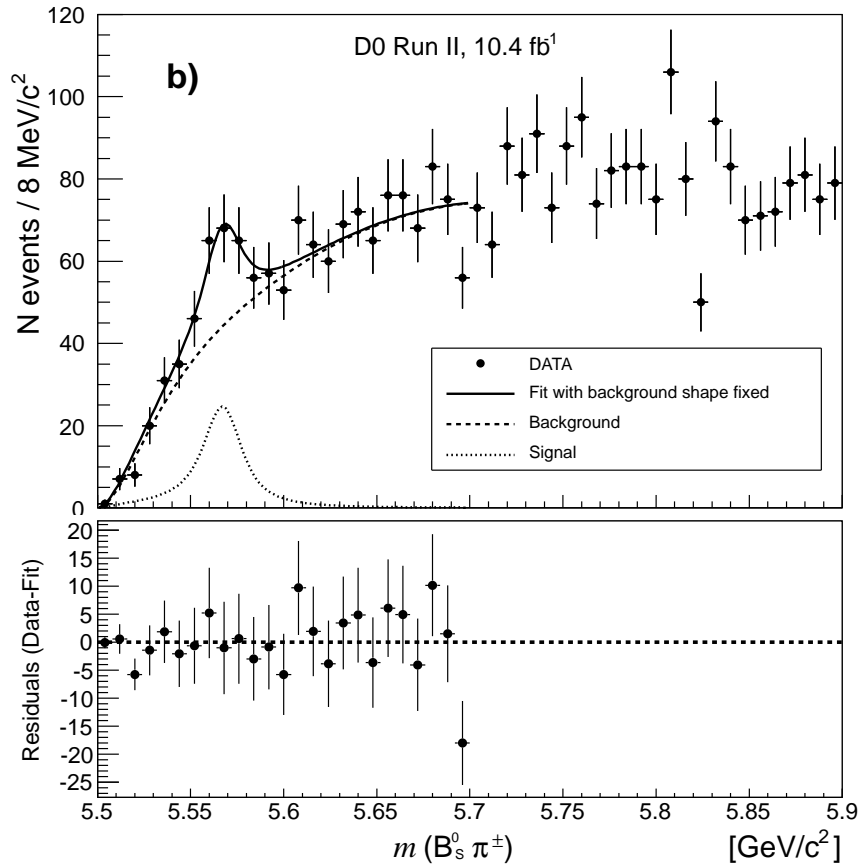 D0 Run II, 10.4 fb⁻¹
b)
N events / 8 MeV/c²
120
100
80
60
40
20
0
DATA
Fit with background shape fixed
Background
Signal
Residuals (Data-Fit)
20
15
10
5
0
-5
-10
-15
-20
-25
5.5 5.55 5.6 5.65 5.7 5.75 5.8 5.85 5.9
m (B⁰ₛ π±) [GeV/c²]